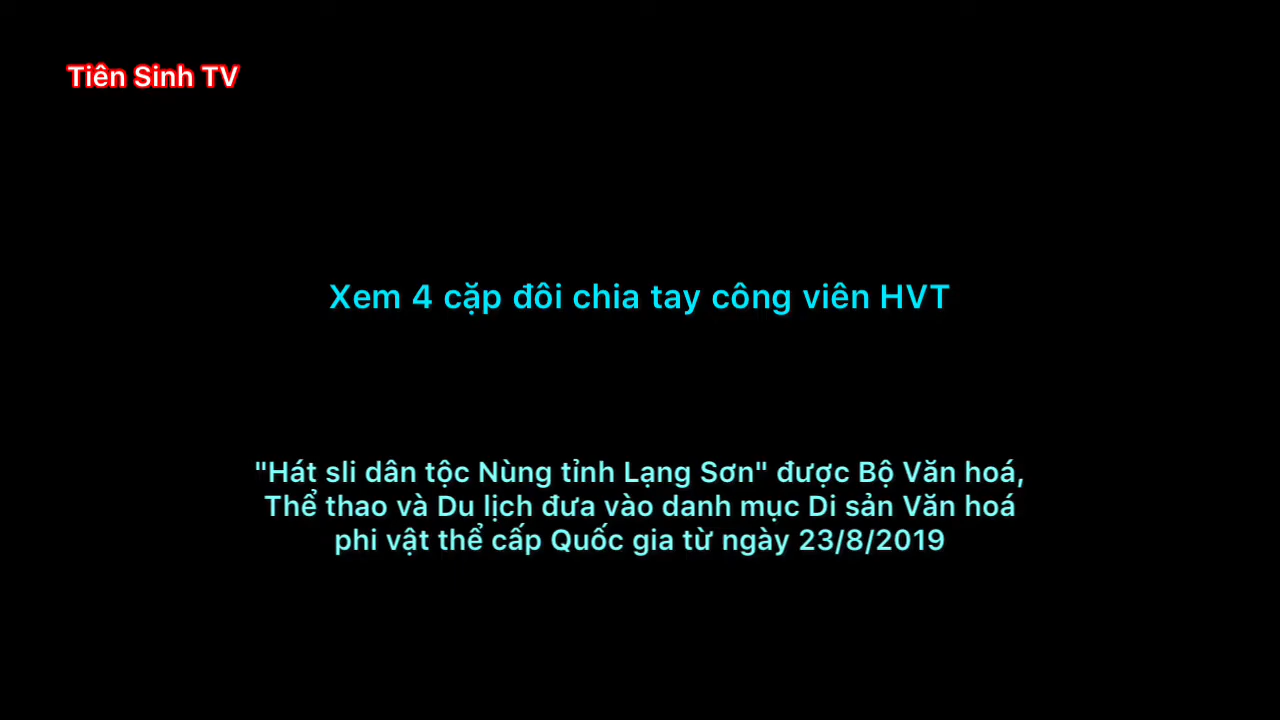 Tiên Sinh TV
Xem 4 cặp đôi chia tay công viên HVT
"Hát sli dân tộc Nùng tỉnh Lạng Sơn" được Bộ Văn hoá,
Thể thao và Du lịch đưa vào danh mục Di sản Văn hoá
phi vật thể cấp Quốc gia từ ngày 23/8/2019